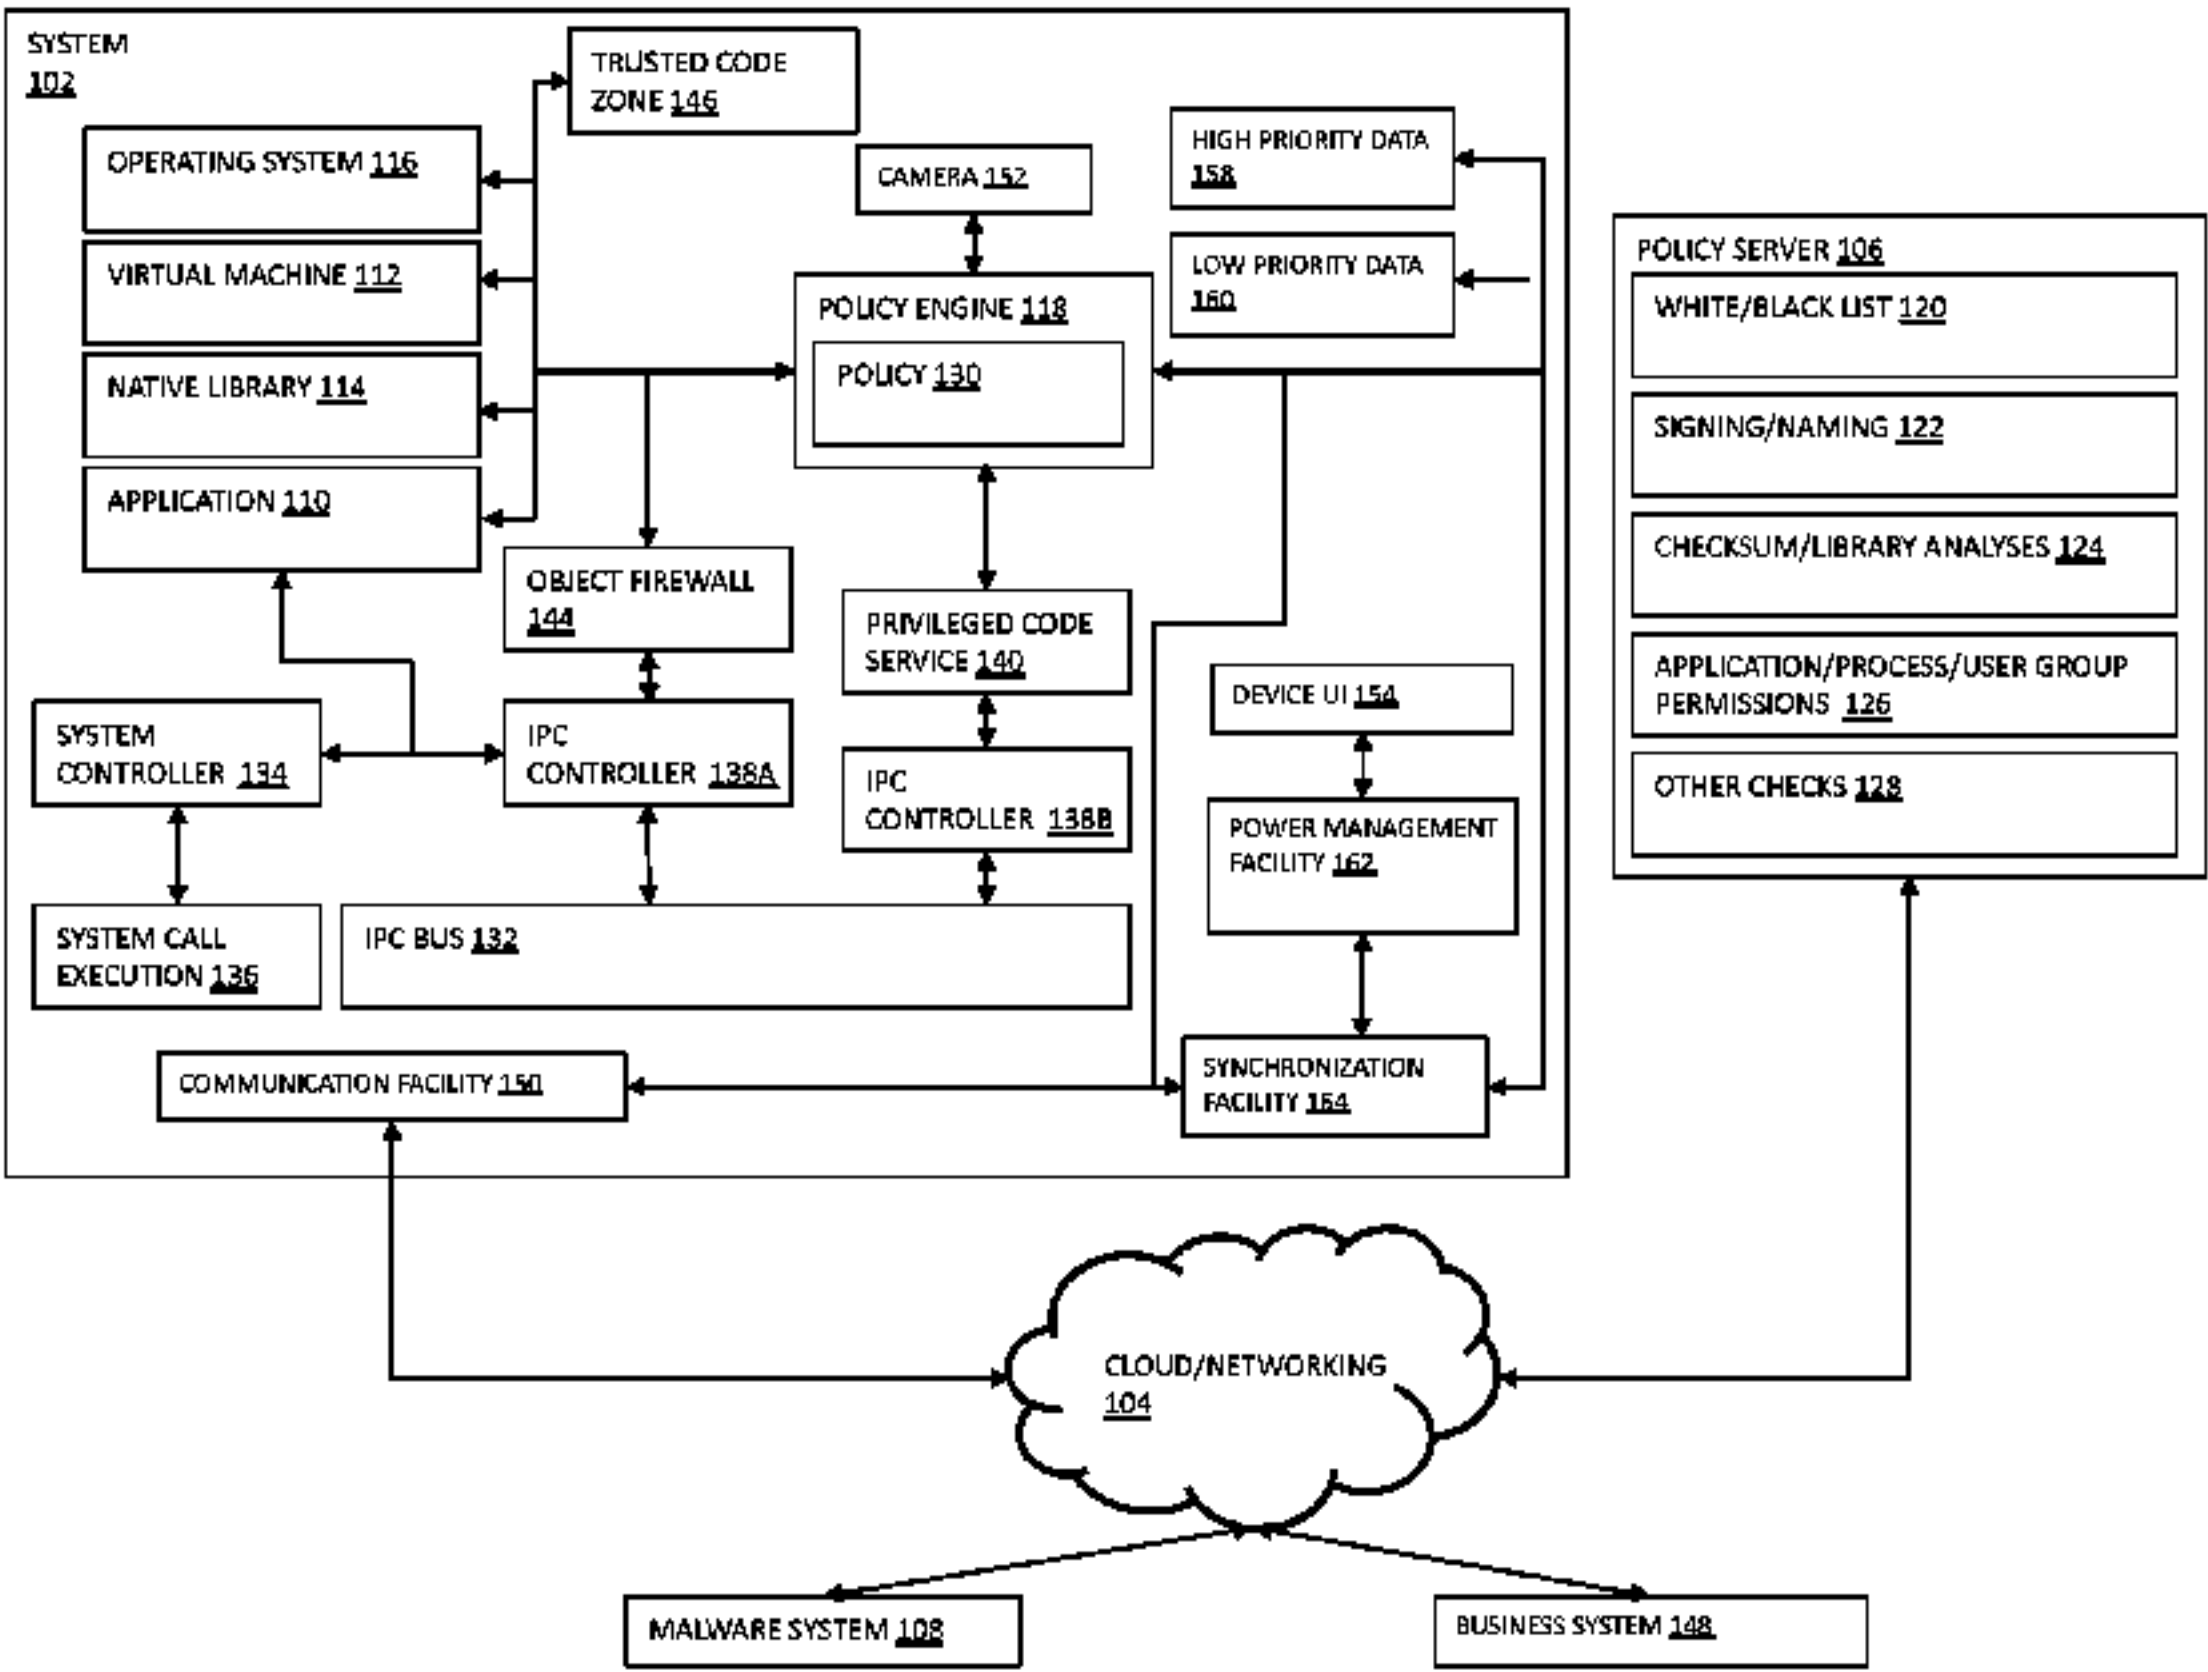 SYSTEM
102
TRUSTED CODE
ZONE 146
OPERATING SYSTEM 116
CAMERA 152
HIGH PRIORITY DATA
158
VIRTUAL MACHINE 112
LOW PRIORITY DATA
160
POLICY ENGINE 118
POLICY 130
NATIVE LIBRARY 114
APPLICATION 110
OBJECT FIREWALL
144
PRIVILEGED CODE
SERVICE 140
DEVICE UI 154
SYSTEM
CONTROLLER 134
IPC
CONTROLLER 138A
IPC
CONTROLLER 138B
POWER MANAGEMENT
FACILITY 162
SYSTEM CALL
EXECUTION 136
IPC BUS 132
COMMUNICATION FACILITY 150
SYNCHRONIZATION
FACILITY 164
POLICY SERVER 106
WHITE/BLACK LIST 120
SIGNING/NAMING 122
CHECKSUM/LIBRARY ANALYSES 124
APPLICATION/PROCESS/USER GROUP
PERMISSIONS 126
OTHER CHECKS 128
CLOUD/NETWORKING
104
MALWARE SYSTEM 108
BUSINESS SYSTEM 148